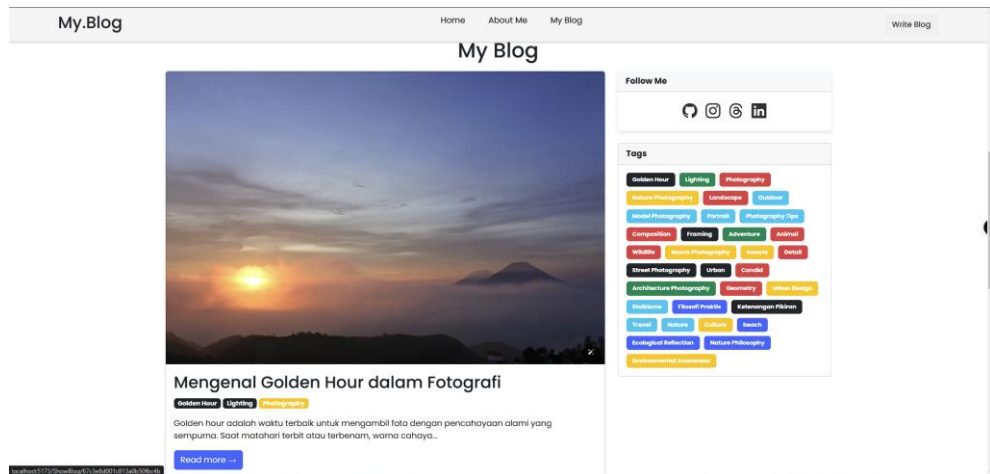 My.Blog
Home About Me My Blog
Write Blog
My Blog
Mengenal Golden Hour dalam Fotografi
Golden Hour Lighting Photography
Golden hour adalah waktu terbaik untuk mengambil foto dengan pencahayaan alami yang
sempurna. Saat matahari terbit atau terbenam, warna cahaya...
Read more →
Follow Me
Tags
Golden Hour Lighting Photography
Nature Photography Landscape Outdoor
Model Photography Portrait Photography Tips
Composition Framing Adventure Animal
Wildlife Macro Photography Insects Detail
Street Photography Urban Candid
Architecture Photography Geometry Urban Design
Stoikisme Filosofi Praktis Ketenangan Pikiran
Travel Nature Culture beach
Ecological Reflection Nature Philosophy
Environmental Awareness